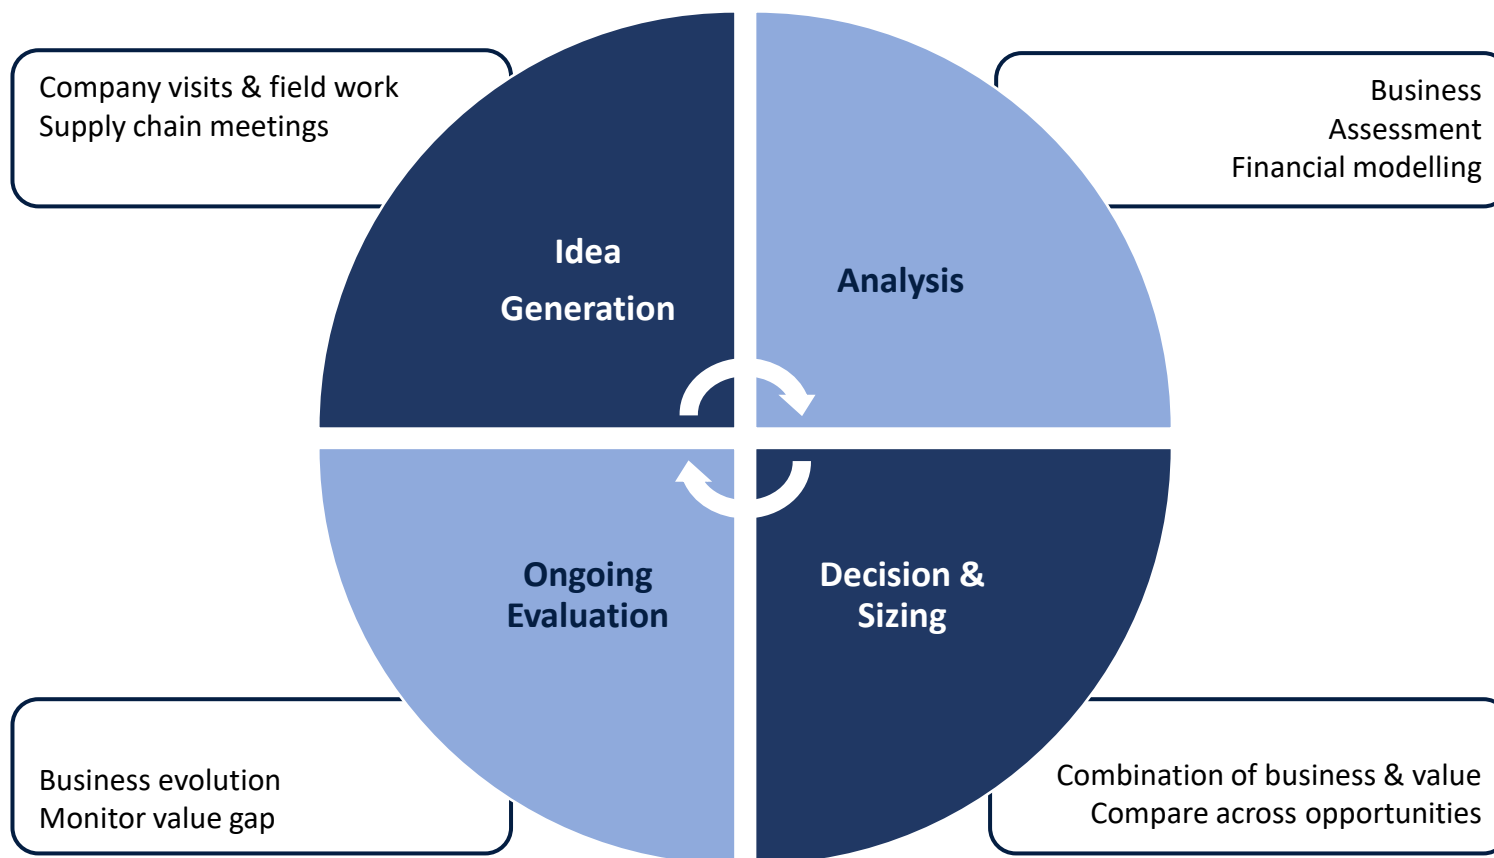 Company visits & field work
Supply chain meetings
Business
Assessment
Financial modelling
Idea
Generation
Analysis
Ongoing
Evaluation
Decision &
Sizing
Business evolution
Monitor value gap
Combination of business & value
Compare across opportunities